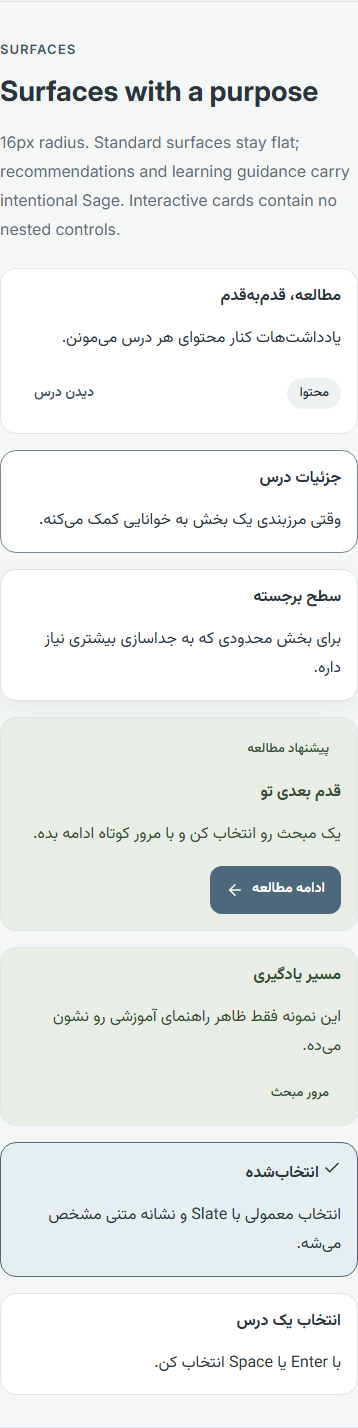 SURFACES
Surfaces with a purpose
16px radius. Standard surfaces stay flat;
recommendations and learning guidance carry
intentional Sage. Interactive cards contain no
nested controls.
مطالعه، قدم‌به‌قدم
یادداشت‌هات کنار محتوای هر درس می‌مونن.
محتوا
دیدن درس
جزئیات درس
وقتی مرزبندی یک بخش به خوانایی کمک می‌کنه.
سطح برجسته
برای بخش محدودی که به جداسازی بیشتری نیاز
داره.
پیشنهاد مطالعه
قدم بعدی تو
یک مبحث رو انتخاب کن و با مرور کوتاه ادامه بده.
ادامه مطالعه
مسیر یادگیری
این نمونه فقط ظاهر راهنمای آموزشی رو نشون
می‌ده.
مرور مبحث
انتخاب‌شده
انتخاب معمولی با Slate و نشانه متنی مشخص
می‌شه.
انتخاب یک درس
با Enter یا Space انتخاب کن.